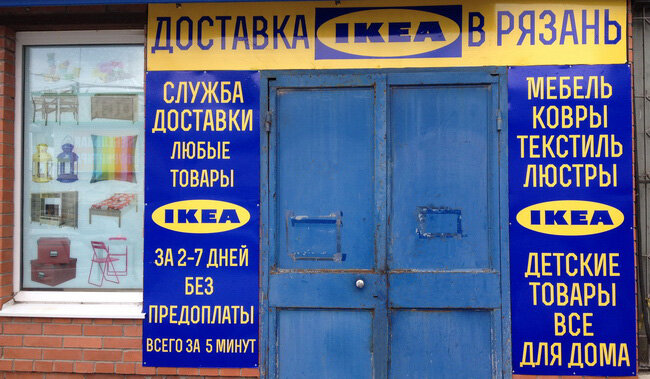 ДОСТАВКА IKEA В РЯЗАНЬ
СЛУЖБА
ДОСТАВКИ
ЛЮБЫЕ
ТОВАРЫ
IKEA
ЗА 2-7 ДНЕЙ
БЕЗ
ПРЕДОПЛАТЫ
ВСЕГО ЗА 5 МИНУТ
МЕБЕЛЬ
КОВРЫ
ТЕКСТИЛЬ
ЛЮСТРЫ
IKEA
ДЕТСКИЕ
ТОВАРЫ
ВСЕ
ДЛЯ ДОМА